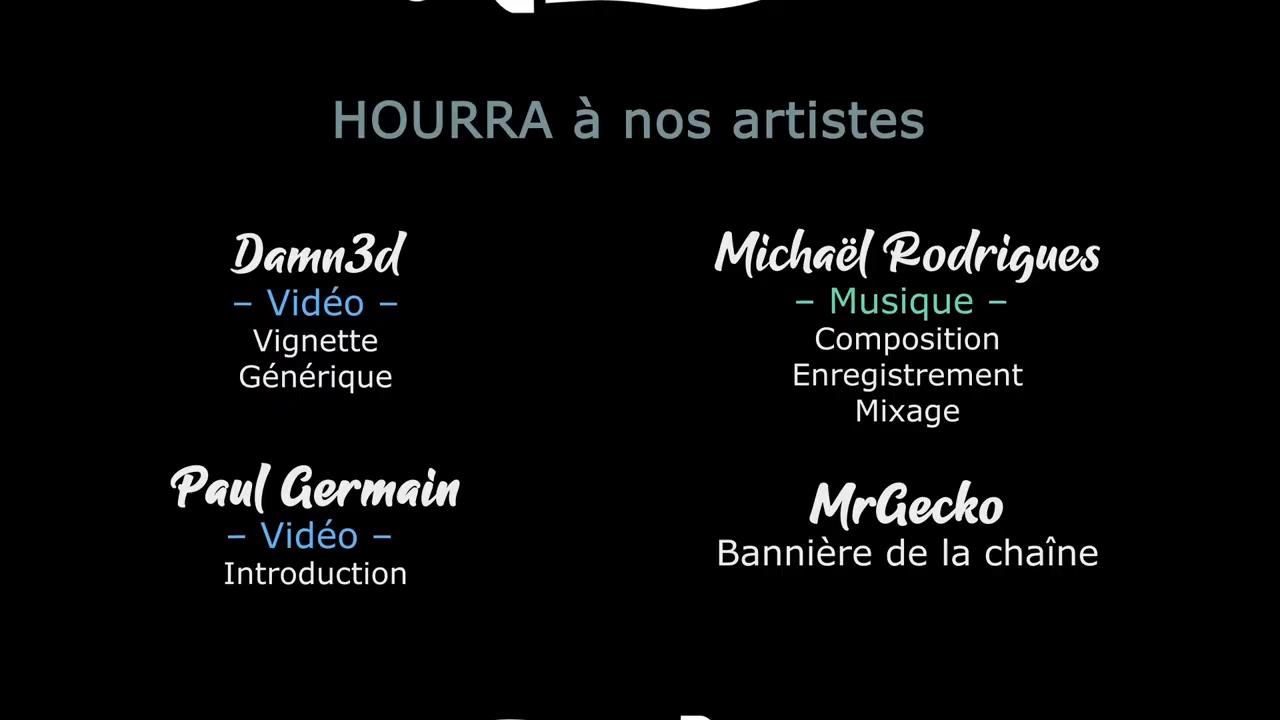 HOURRA à nos artistes
Damn3d
– Vidéo –
Vignette
Générique
Michaël Rodrigues
– Musique –
Composition
Enregistrement
Mixage
Paul Germain
– Vidéo –
Introduction
MrGecko
Bannière de la chaîne